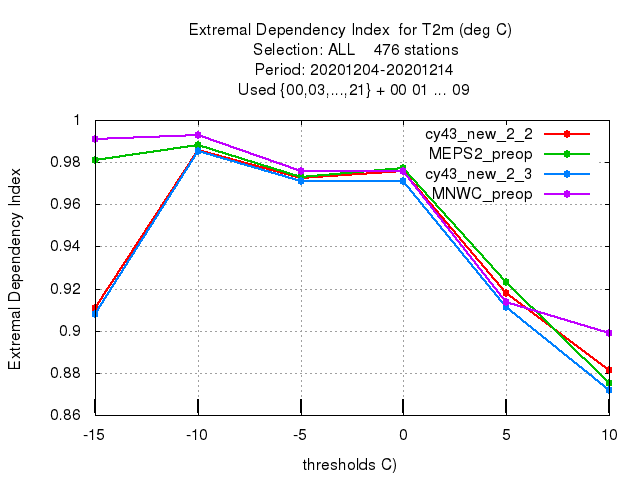 Extremal Dependency Index  for T2m (deg C)
Selection: ALL    476 stations
Period: 20201204-20201214
Used {00,03,...,21} + 00 01 ... 09
Extremal Dependency Index
1
0.98
0.96
0.94
0.92
0.9
0.88
0.86
cy43_new_2_2
MEPS2_preop
cy43_new_2_3
MNWC_preop
-15 -10 -5 0 5 10
thresholds C)